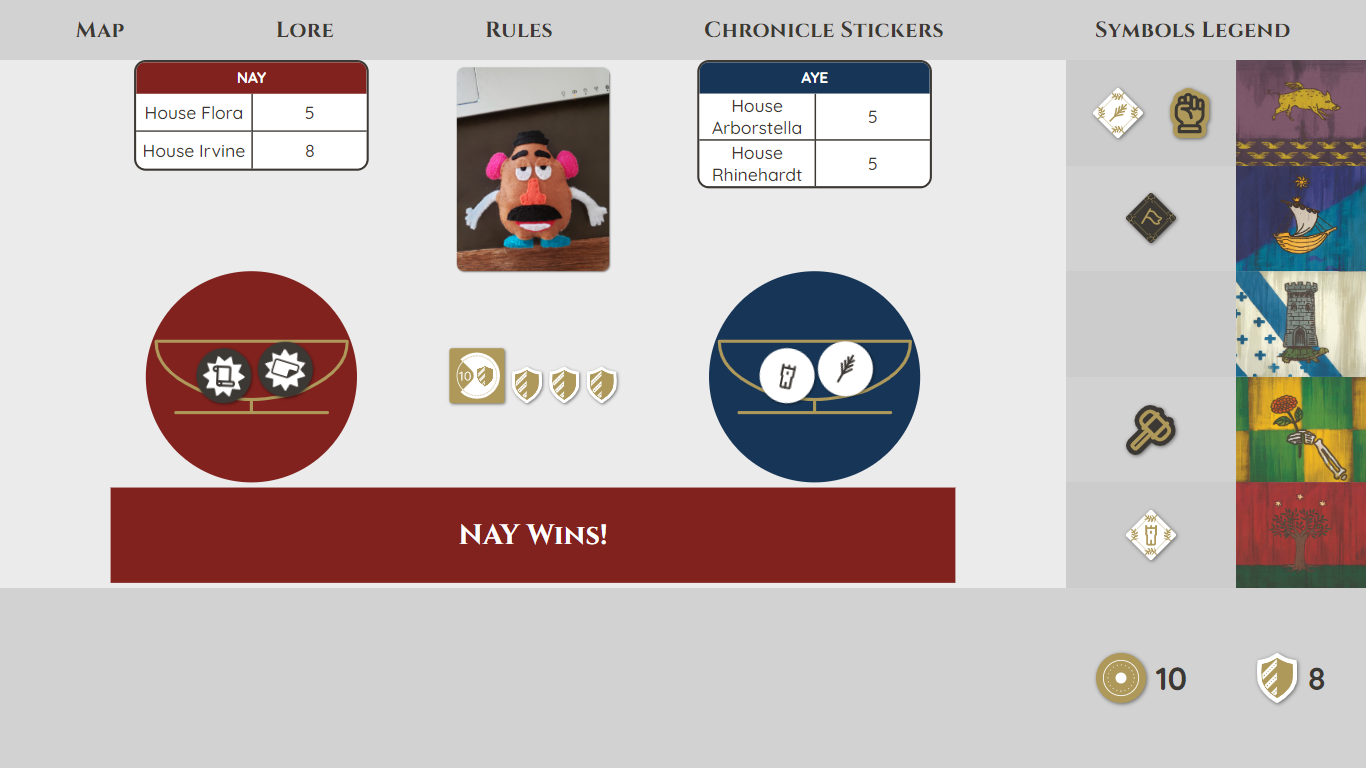 Map
Lore
Rules
Chronicle Stickers
Symbols Legend
NAY
House Flora 5
House Irvine 8
AYE
House
Arborstella
5
House
Rhinehardt
5
10
NAY Wins!
10
8